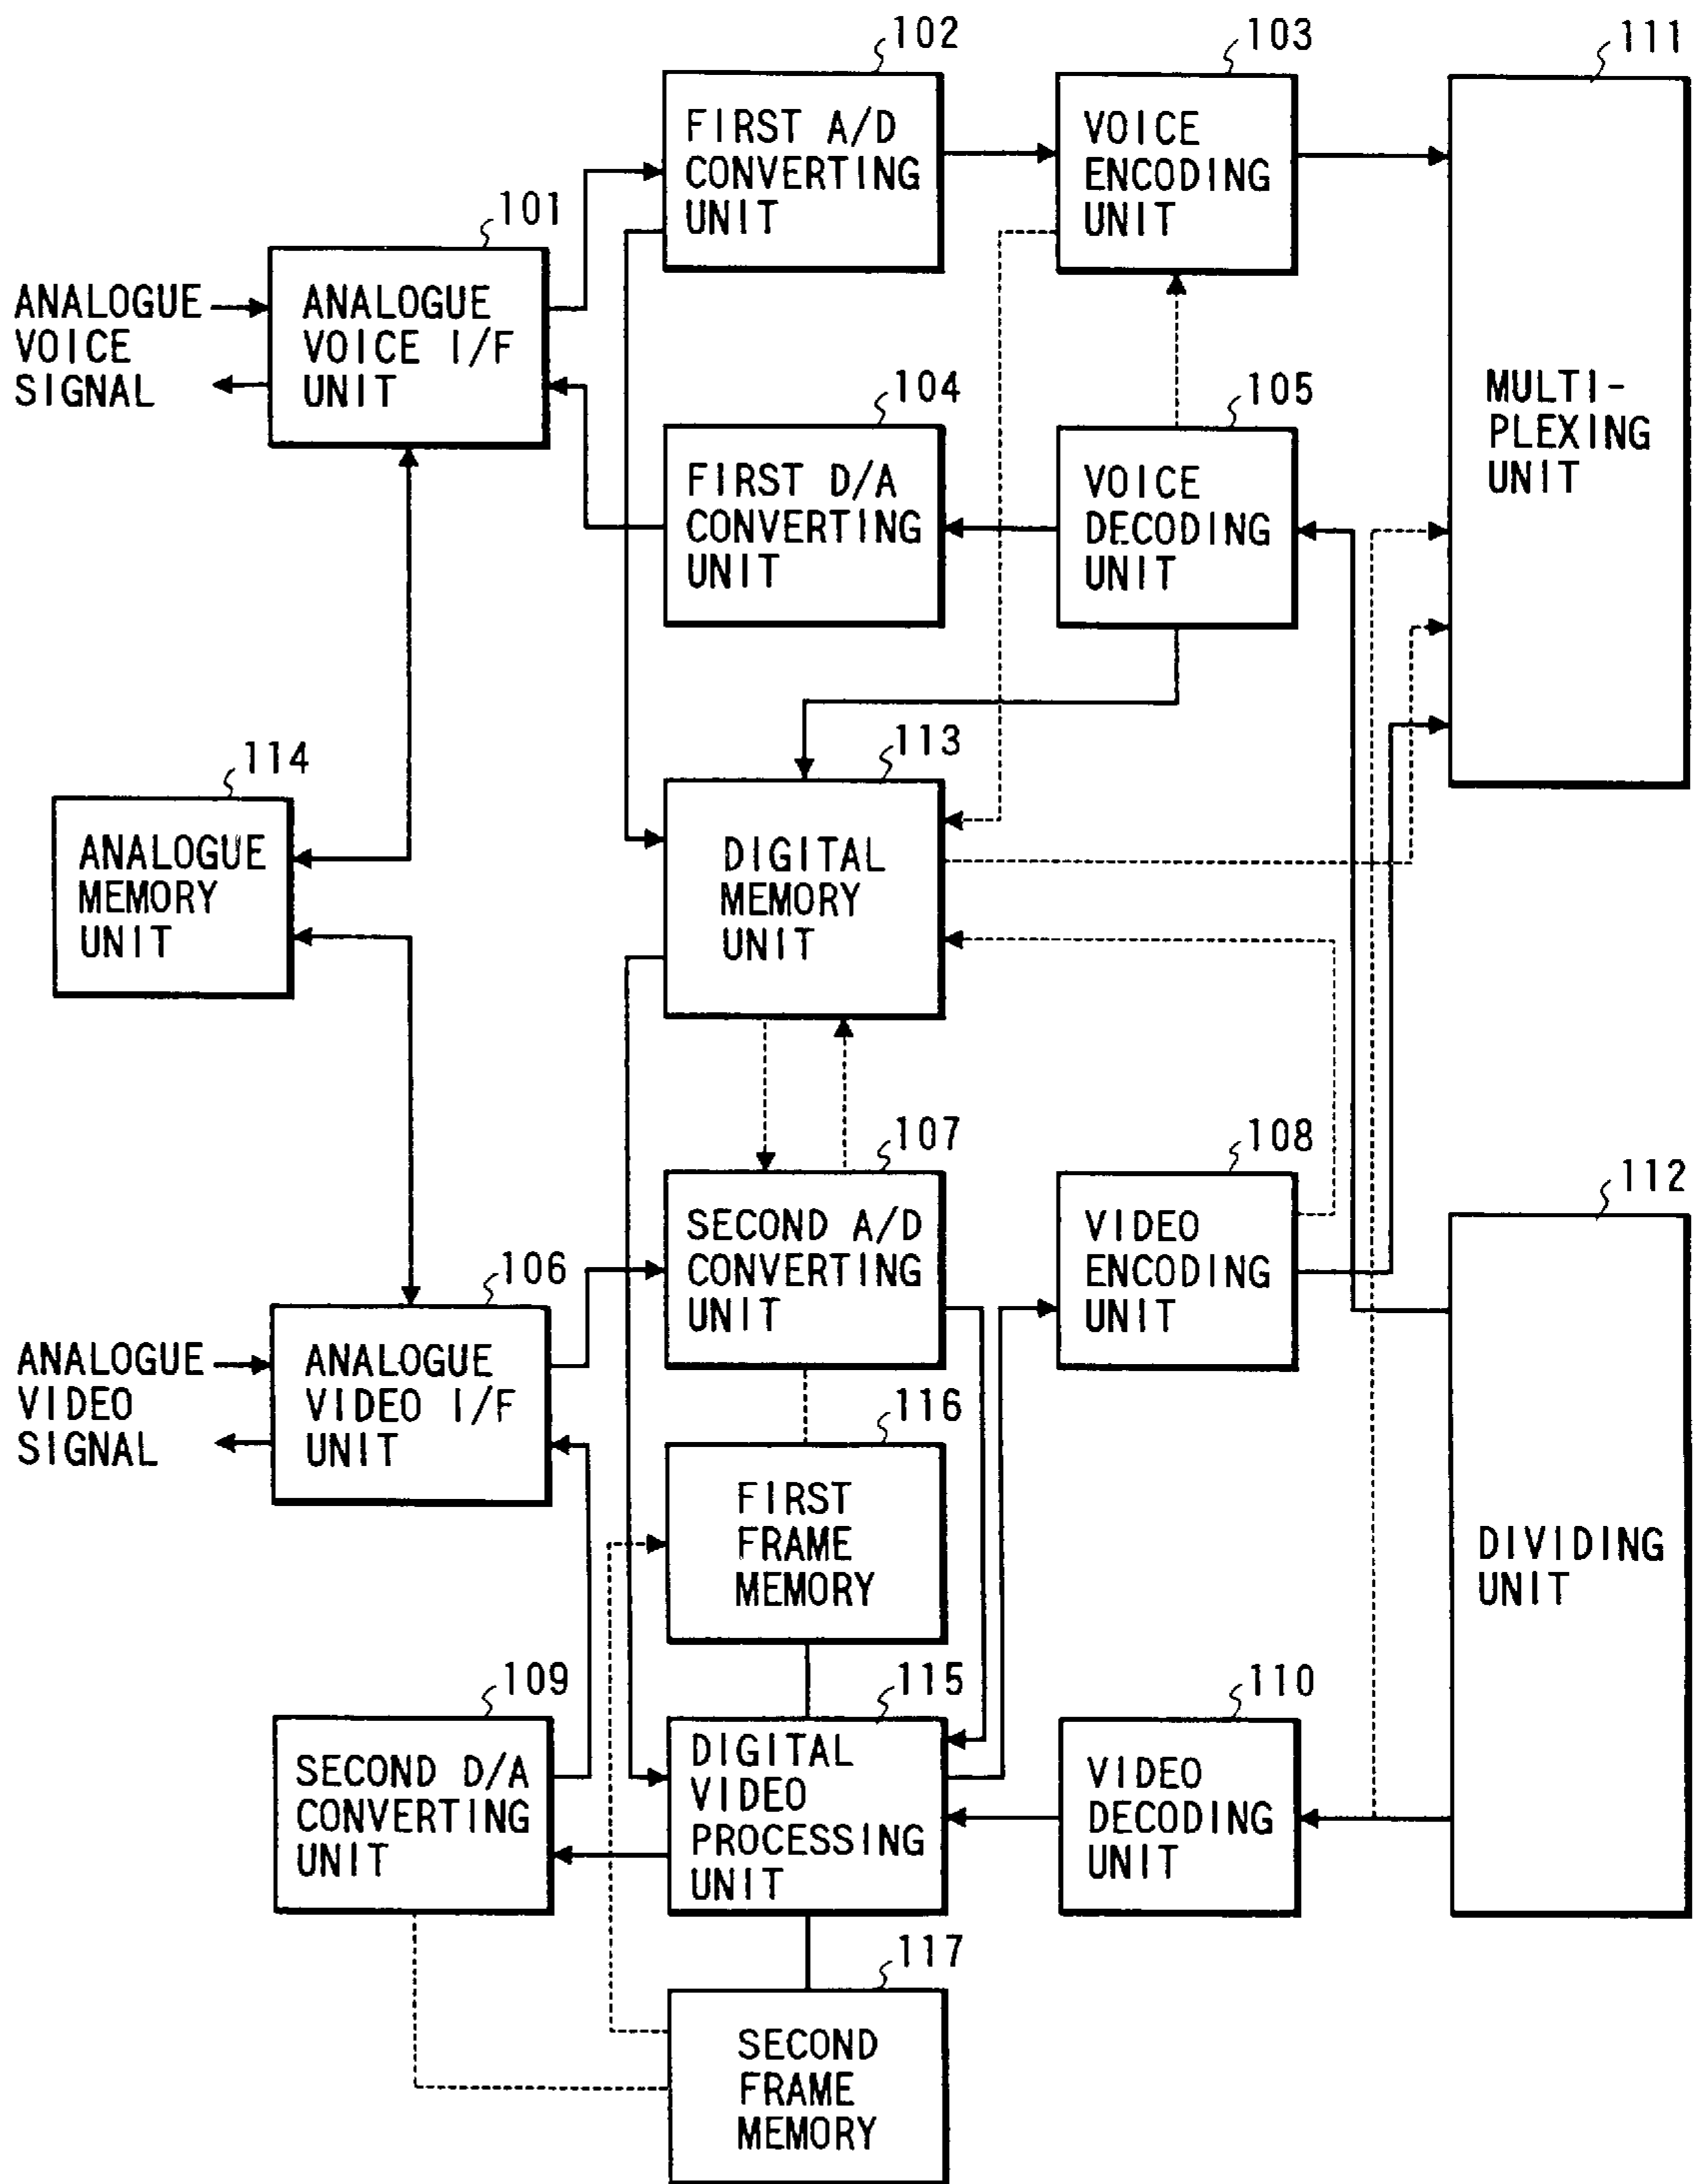 102
FIRST A/D
CONVERTING
UNIT
103
VOICE
ENCODING
UNIT
111
MULTI-
PLEXING
UNIT
101
ANALOGUE
VOICE I/F
UNIT
ANALOGUE
VOICE
SIGNAL
104
FIRST D/A
CONVERTING
UNIT
105
VOICE
DECODING
UNIT
114
ANALOGUE
MEMORY
UNIT
113
DIGITAL
MEMORY
UNIT
107
SECOND A/D
CONVERTING
UNIT
108
VIDEO
ENCODING
UNIT
112
DIVIDING
UNIT
106
ANALOGUE
VIDEO I/F
UNIT
ANALOGUE
VIDEO
SIGNAL
116
FIRST
FRAME
MEMORY
109
SECOND D/A
CONVERTING
UNIT
115
DIGITAL
VIDEO
PROCESSING
UNIT
110
VIDEO
DECODING
UNIT
117
SECOND
FRAME
MEMORY